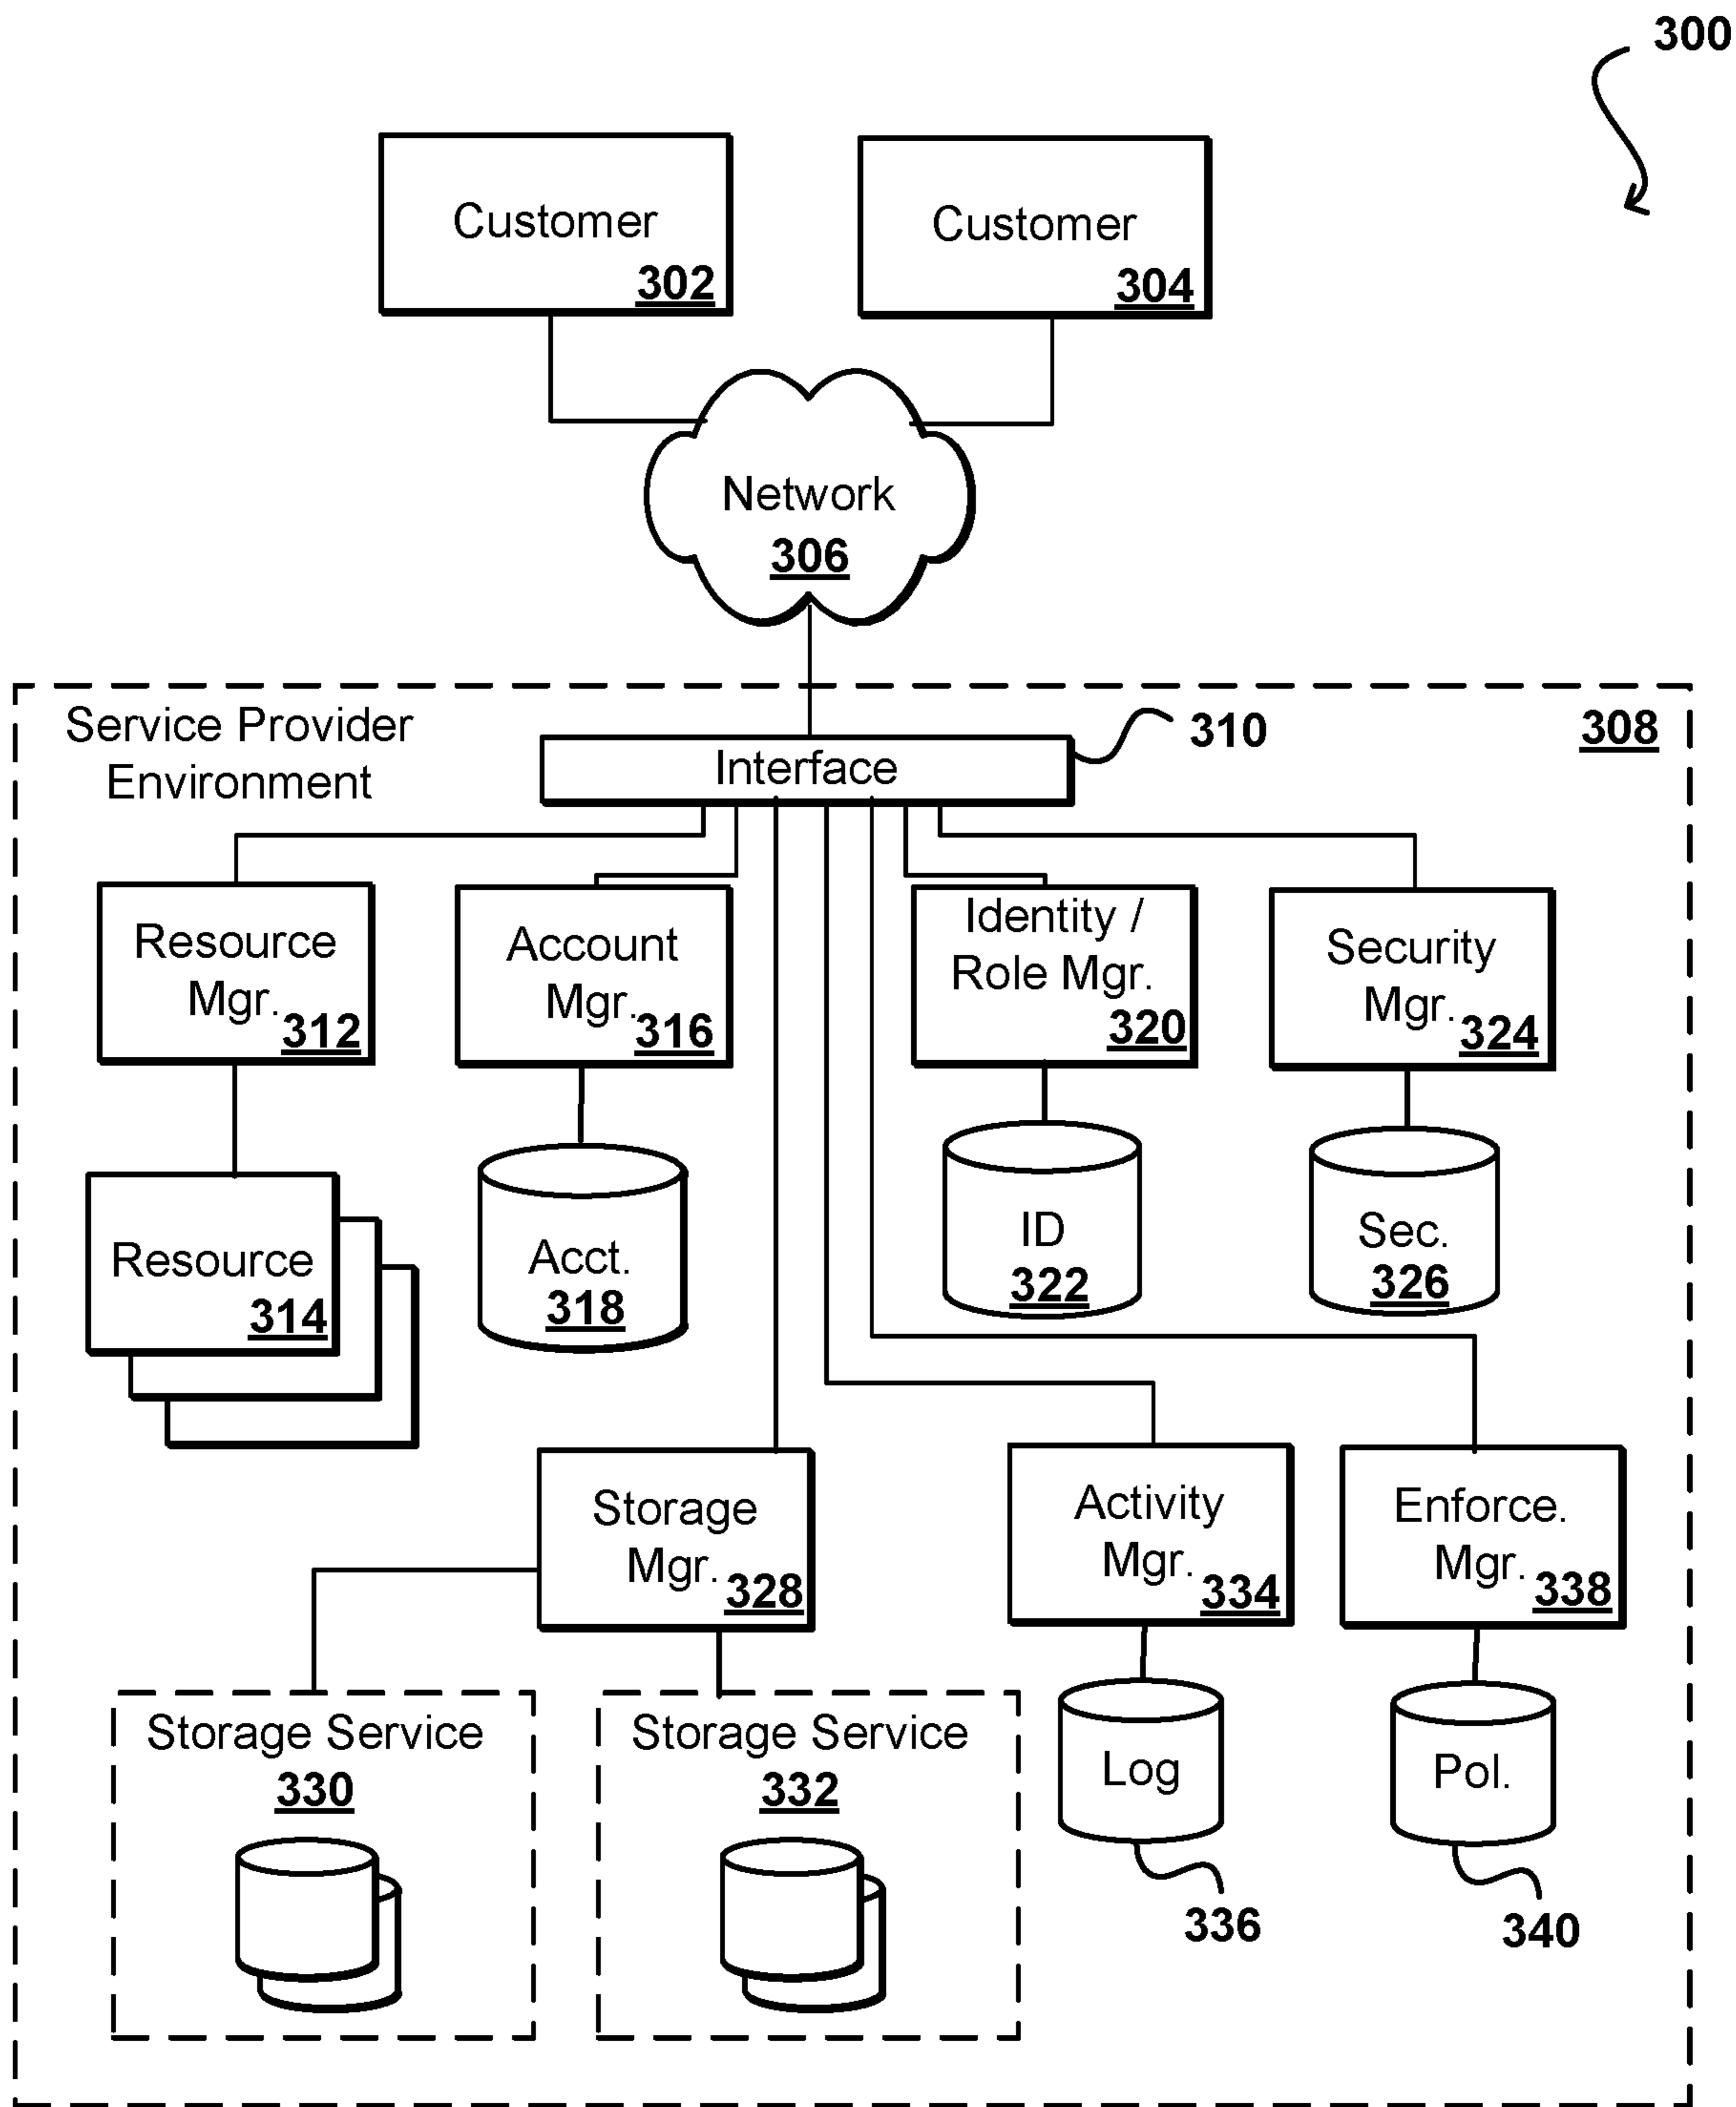 300
Customer
302
Customer
304
Network
306
Service Provider
Environment
308
310
Interface
Resource
Mgr.
312
Account
Mgr.
316
Identity /
Role Mgr.
320
Security
Mgr.
324
Resource
314
Acct.
318
ID
322
Sec.
326
Storage
Mgr.
328
Activity
Mgr.
334
Enforce.
Mgr.
338
Storage Service
330
Storage Service
332
Log
336
Pol.
340